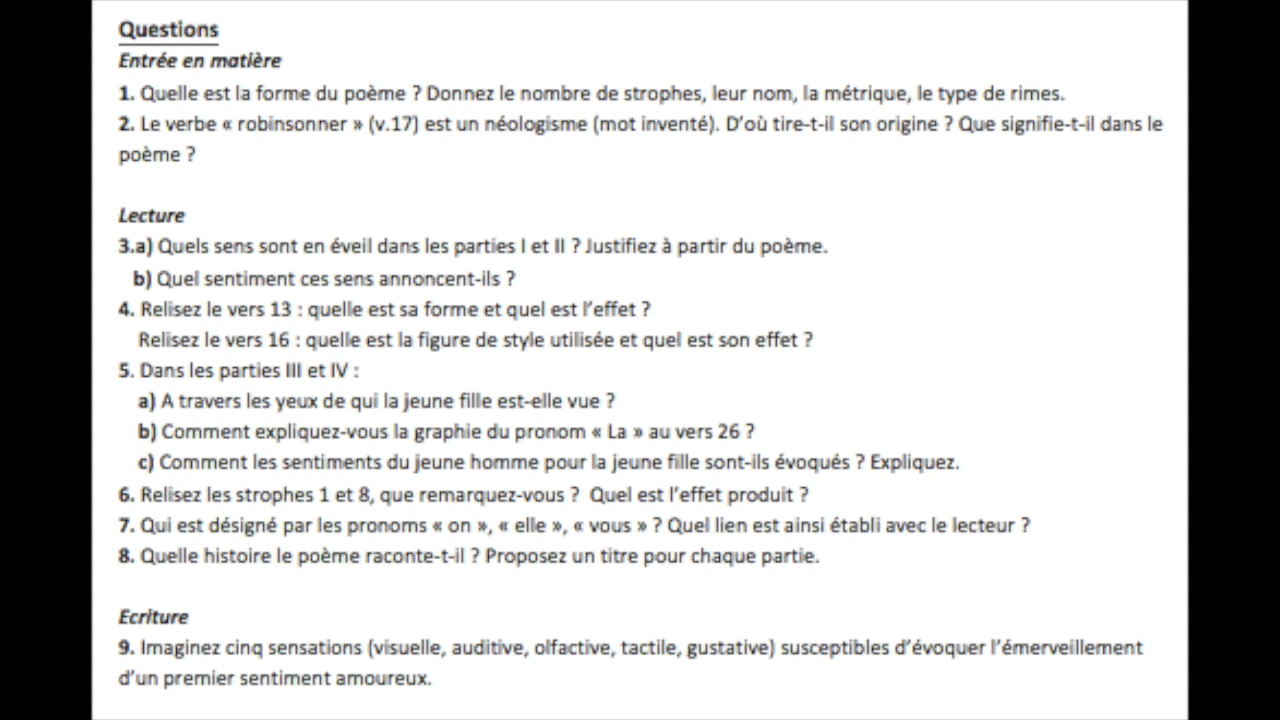 Questions
Entrée en matière
1. Quelle est la forme du poème ? Donnez le nombre de strophes, leur nom, la métrique, le type de rimes.
2. Le verbe « robinsonner » (v.17) est un néologisme (mot inventé). D'où tire-t-il son origine ? Que signifie-t-il dans le
poème ?
Lecture
3.a) Quels sens sont en éveil dans les parties I et II ? Justifiez à partir du poème.
b) Quel sentiment ces sens annoncent-ils ?
4. Relisez le vers 13 : quelle est sa forme et quel est l'effet ?
Relisez le vers 16 : quelle est la figure de style utilisée et quel est son effet ?
5. Dans les parties III et IV :
a) A travers les yeux de qui la jeune fille est-elle vue ?
b) Comment expliquez-vous la graphie du pronom « La » au vers 26 ?
c) Comment les sentiments du jeune homme pour la jeune fille sont-ils évoqués ? Expliquez.
6. Relisez les strophes 1 et 8, que remarquez-vous ? Quel est l'effet produit ?
7. Qui est désigné par les pronoms « on », « elle », « vous » ? Quel lien est ainsi établi avec le lecteur ?
8. Quelle histoire le poème raconte-t-il ? Proposez un titre pour chaque partie.
Ecriture
9. Imaginez cinq sensations (visuelle, auditive, olfactive, tactile, gustative) susceptibles d'évoquer l'émerveillement
d'un premier sentiment amoureux.